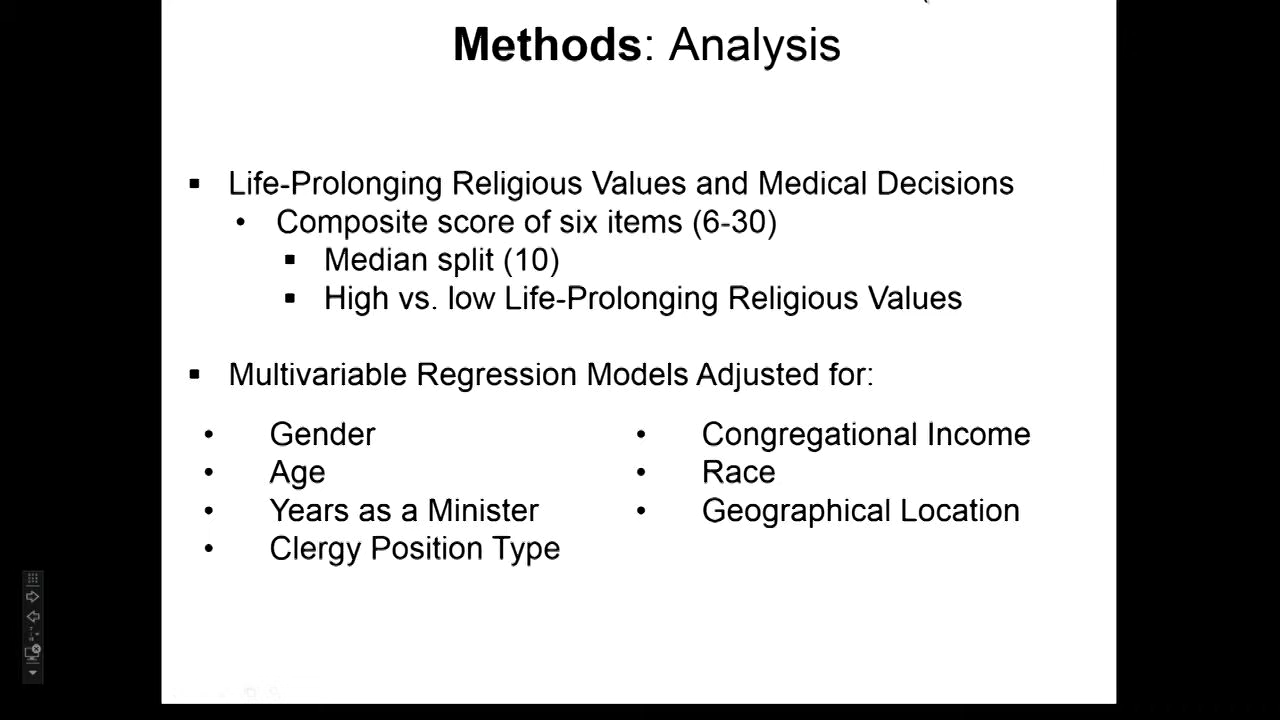 Methods: Analysis
▪ Life-Prolonging Religious Values and Medical Decisions
• Composite score of six items (6-30)
▪ Median split (10)
▪ High vs. low Life-Prolonging Religious Values
▪ Multivariable Regression Models Adjusted for:
• Gender
• Age
• Years as a Minister
• Clergy Position Type
• Congregational Income
• Race
• Geographical Location